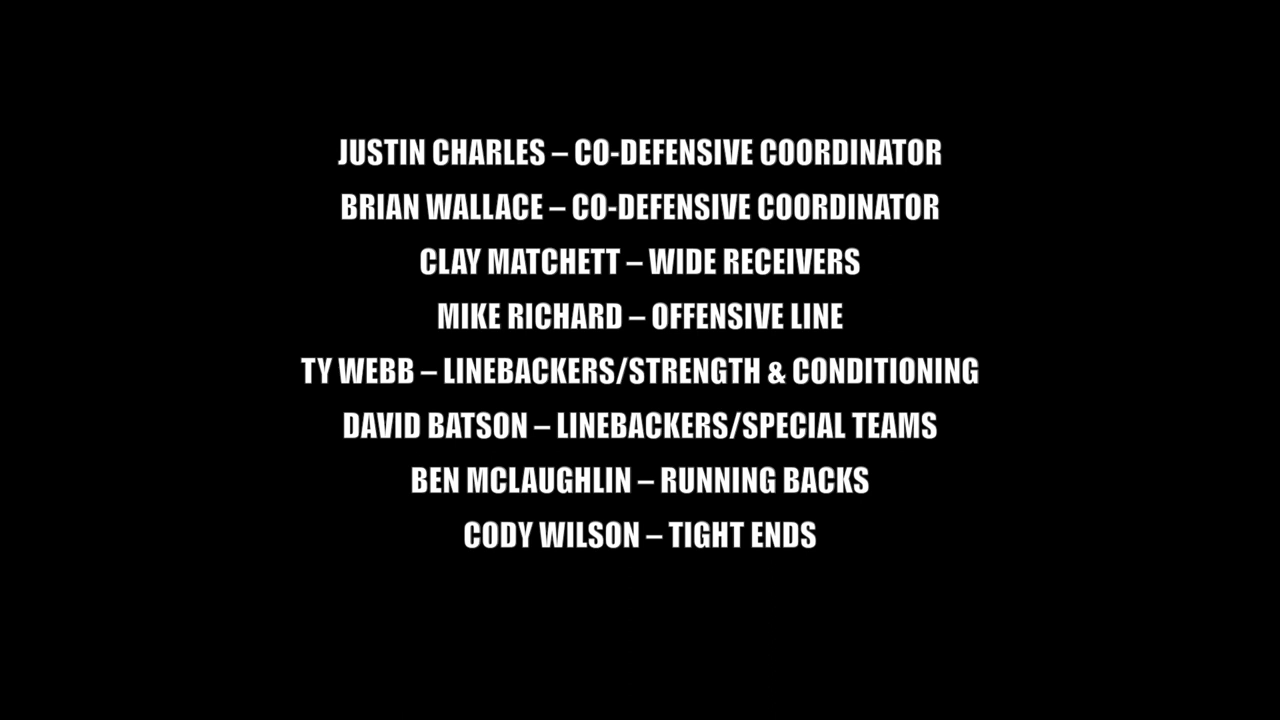 JUSTIN CHARLES – CO-DEFENSIVE COORDINATOR
BRIAN WALLACE – CO-DEFENSIVE COORDINATOR
CLAY MATCHETT – WIDE RECEIVERS
MIKE RICHARD – OFFENSIVE LINE
TY WEBB – LINEBACKERS/STRENGTH & CONDITIONING
DAVID BATSON – LINEBACKERS/SPECIAL TEAMS
BEN MCLAUGHLIN – RUNNING BACKS
CODY WILSON – TIGHT ENDS